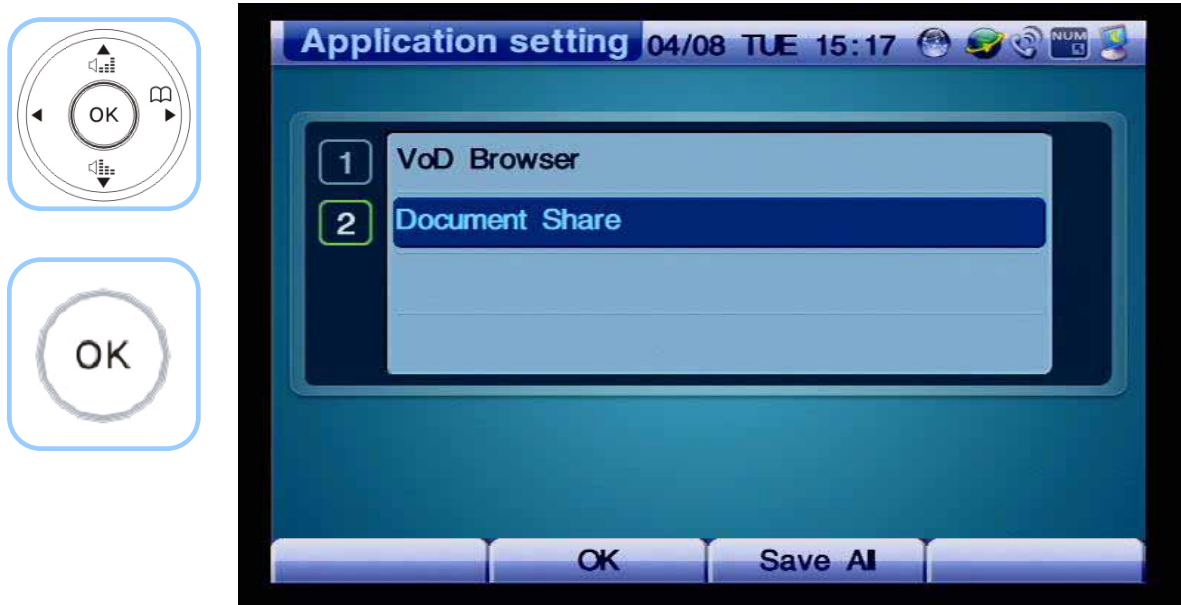 OK
OK
Application setting 04/08 TUE 15:17 NUM
1 VoD Browser
2 Document Share
OK Save All